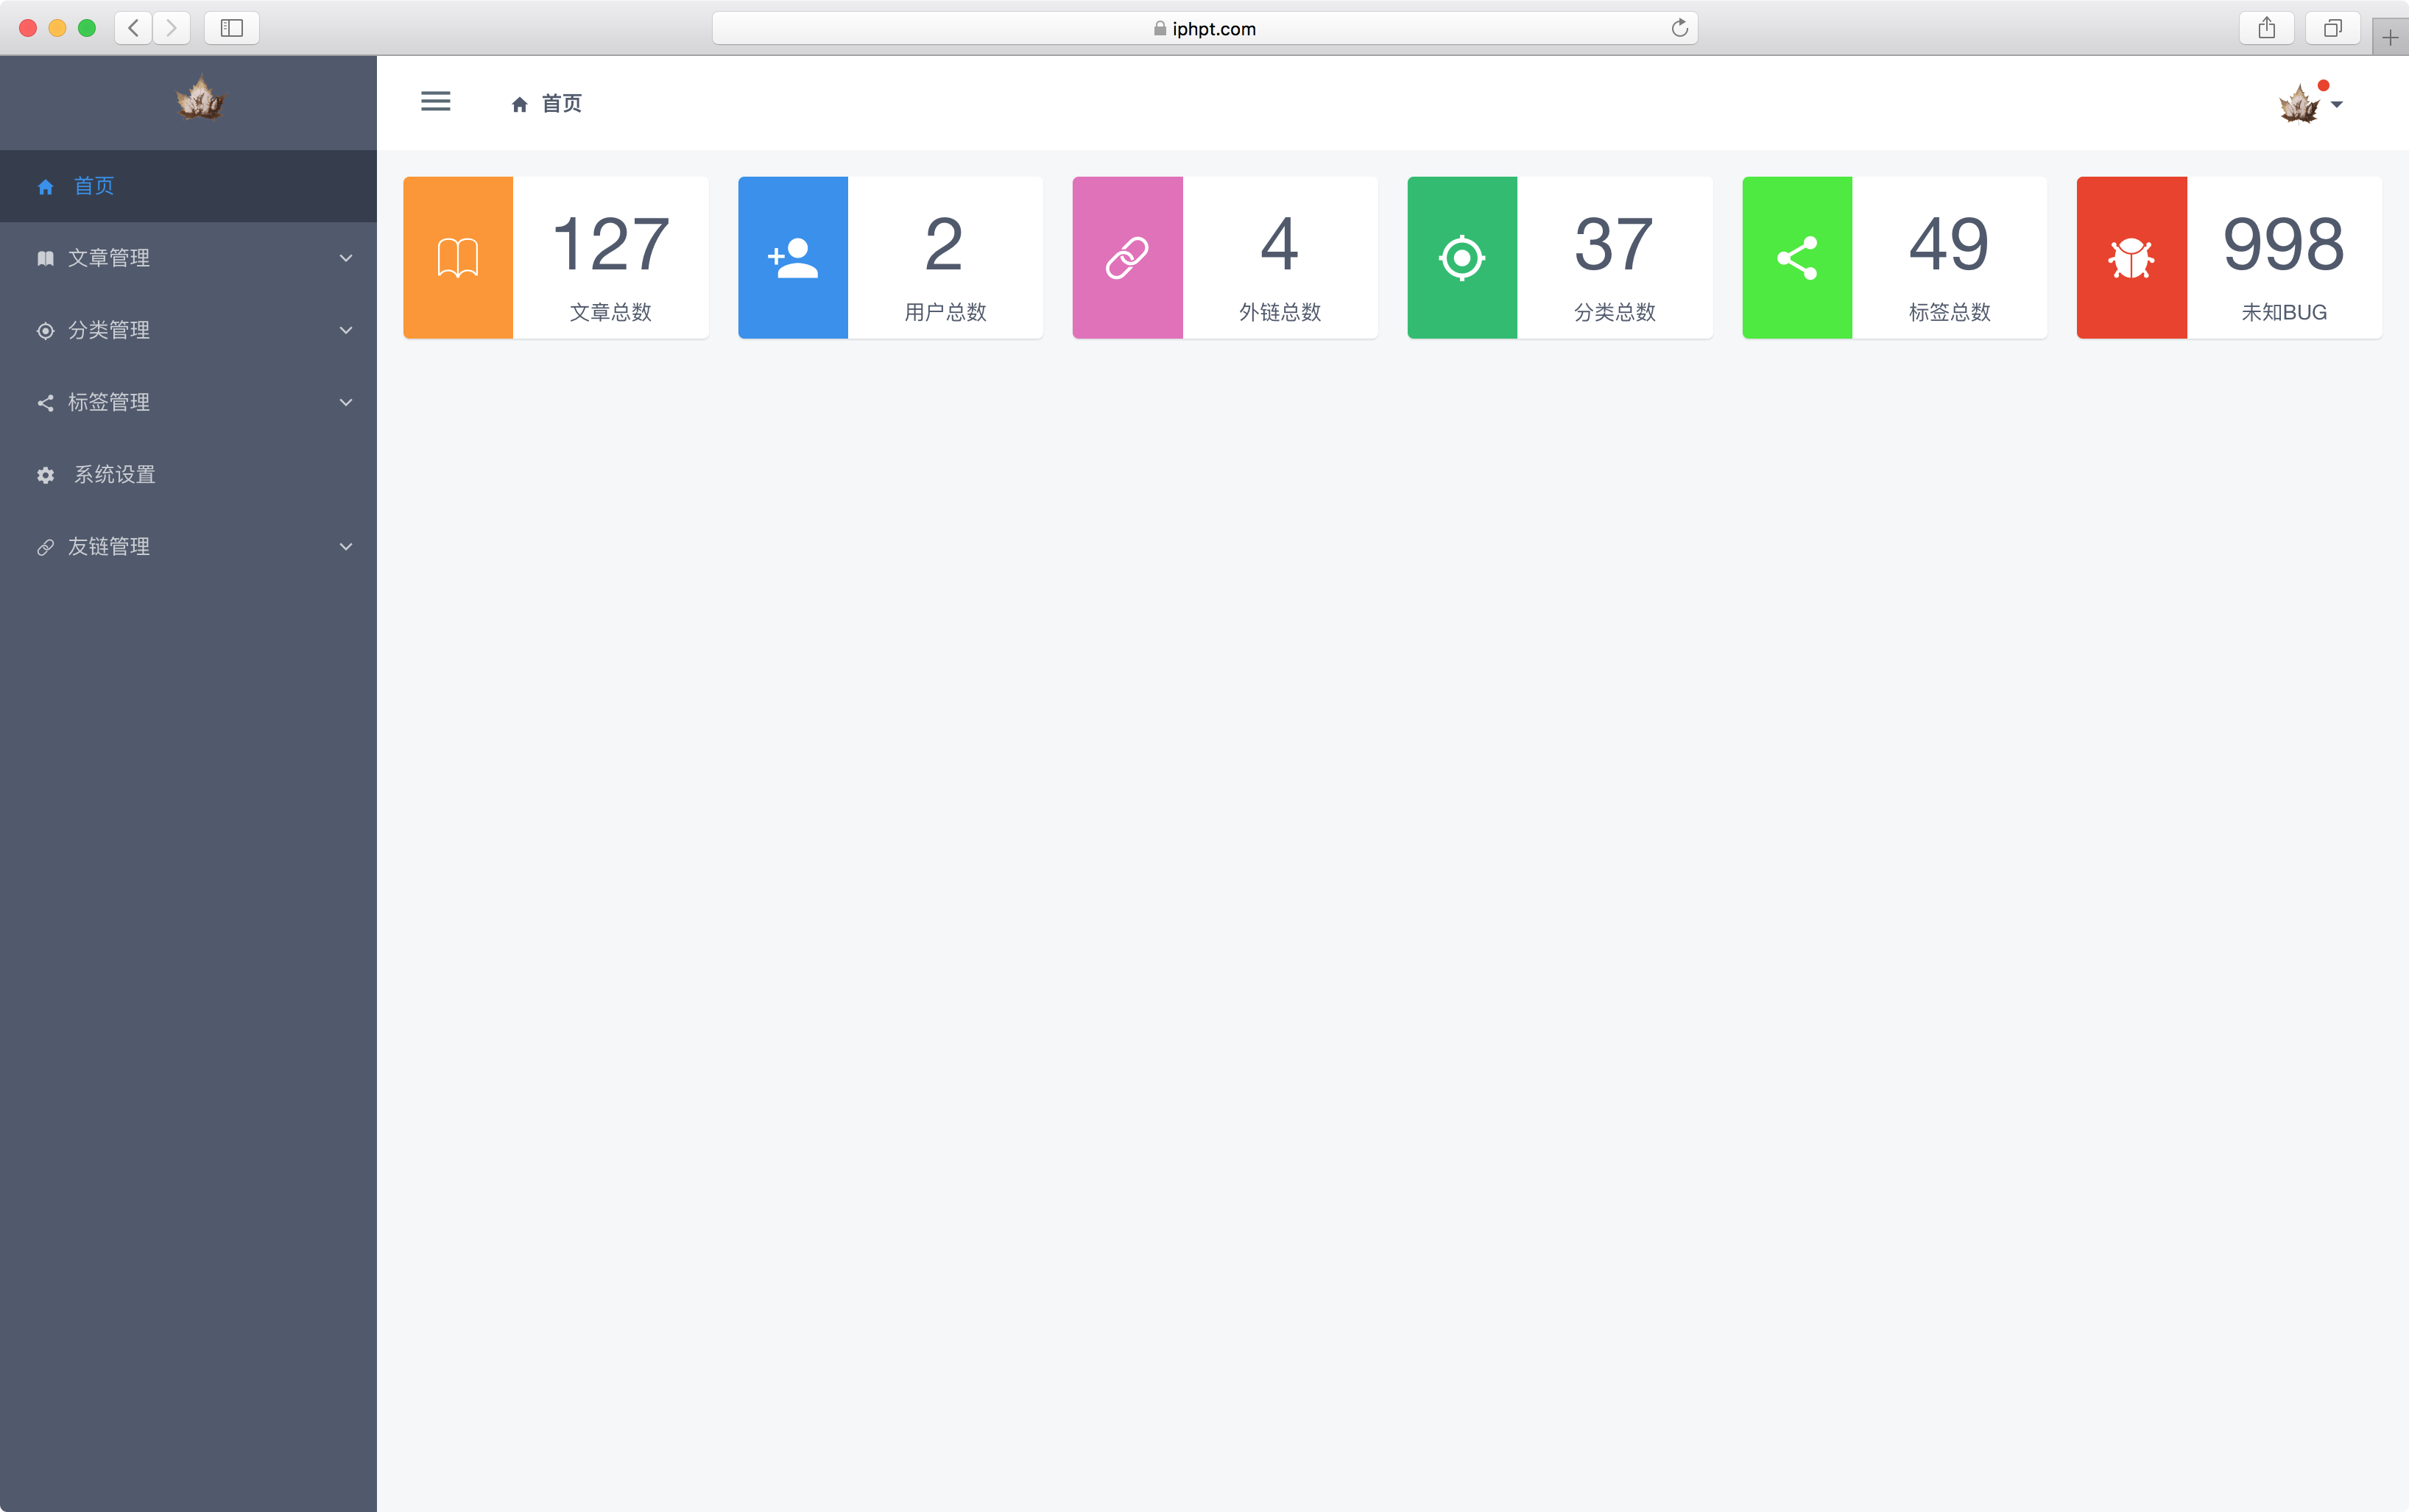 iphpt.com
首页
首页
文章管理
分类管理
标签管理
系统设置
友链管理
127
文章总数
2
用户总数
4
外链总数
37
分类总数
49
标签总数
998
未知BUG